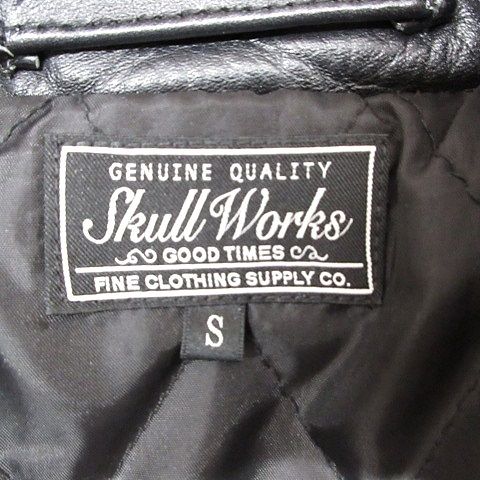 GENUINE QUALITY
Skull Works
GOOD TIMES
FINE CLOTHING SUPPLY CO.
S